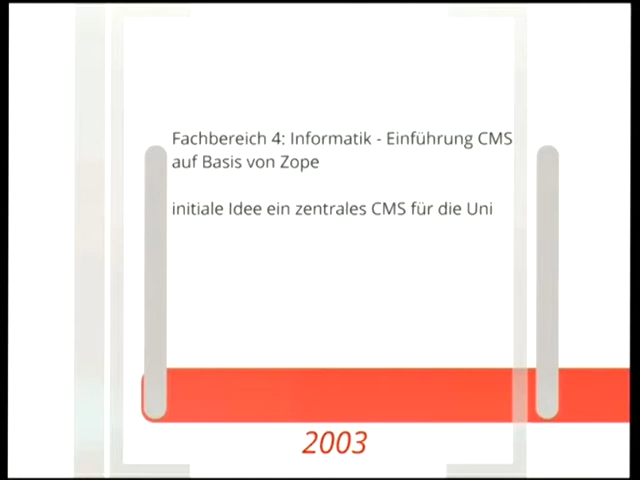 Fachbereich 4: Informatik - Einführung CMS
auf Basis von Zope
initiale Idee ein zentrales CMS für die Uni
2003